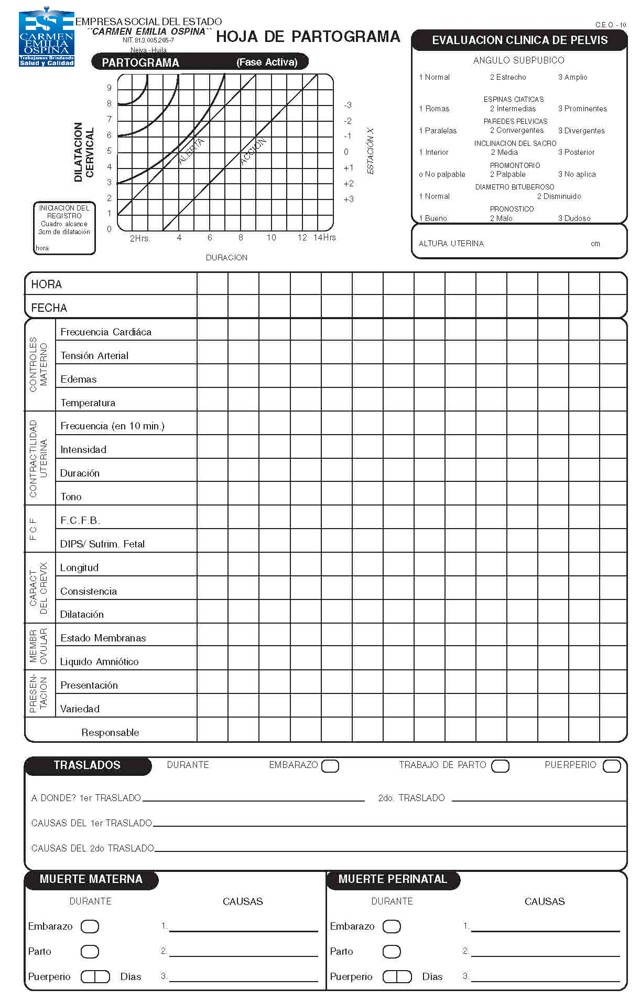 ESE
CARMEN
EMILIA
OSPINA
Trabajamos Brindando
Salud y Calidad
EMPRESA SOCIAL DEL ESTADO
"CARMEN EMILIA OSPINA"
NIT. 813.005.265-7
Neiva - Huila
HOJA DE PARTOGRAMA
C.E.O. - 10
PARTOGRAMA (Fase Activa)
DILATACION
CERVICAL
9
8
7
6
5
4
3
2
1
0
ALERTA
ACCION
-3
-2
-1
0
+1
+2
+3
ESTACIÓN X
2Hrs. 4 6 8 10 12 14Hrs.
DURACION
INICIACION DEL
REGISTRO
Cuadro alcance
3cm de dilatación
hora
EVALUACION CLINICA DE PELVIS
ANGULO SUBPUBICO
1 Normal 2 Estrecho 3 Amplio
ESPINAS CIATICAS
1 Romas 2 Intermedias 3 Prominentes
PAREDES PELVICAS
1 Paralelas 2 Convergentes 3 Divergentes
INCLINACION DEL SACRO
1 Interior 2 Media 3 Posterior
PROMONTORIO
o No palpable 2 Palpable 3 No aplica
DIAMETRO BITUBEROSO
1 Normal 2 Disminuido
PRONOSTICO
1 Bueno 2 Malo 3 Dudoso
ALTURA UTERINA cm
HORA
FECHA
CONTROLES
MATERNO
Frecuencia Cardiáca
Tensión Arterial
Edemas
Temperatura
CONTRACTILIDAD
UTERINA
Frecuencia (en 10 min.)
Intensidad
Duración
Tono
F C F
F.C.F.B.
DIPS/ Sufrim. Fetal
CARACT
DEL CREVIX
Longitud
Consistencia
Dilatación
MEMBR
OVULAR
Estado Membranas
Liquido Amniótico
PRESEN-
TACION
Presentación
Variedad
Responsable
TRASLADOS DURANTE EMBARAZO TRABAJO DE PARTO PUERPERIO
A DONDE? 1er TRASLADO 2do. TRASLADO
CAUSAS DEL 1er TRASLADO
CAUSAS DEL 2do TRASLADO
MUERTE MATERNA
DURANTE CAUSAS
Embarazo 1.
Parto 2.
Puerperio Días 3.
MUERTE PERINATAL
DURANTE CAUSAS
Embarazo 1.
Parto 2.
Puerperio Días 3.